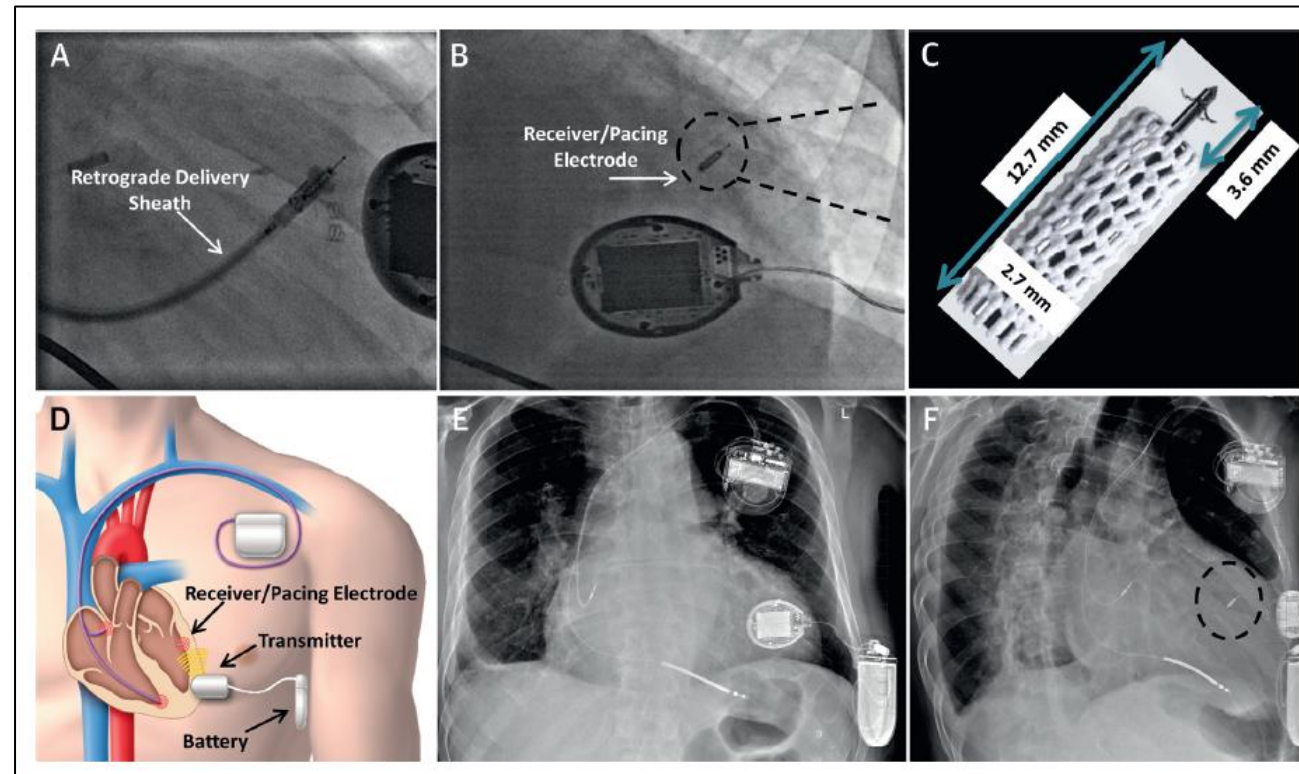 A
Retrograde Delivery
Sheath
B
Receiver/Pacing
Electrode
C
12.7 mm
3.6 mm
2.7 mm
D
Receiver/Pacing Electrode
Transmitter
Battery
E
L
F